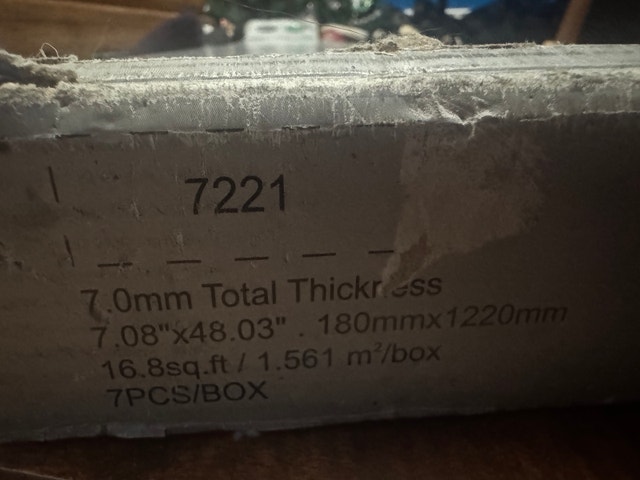 7221
7.0mm Total Thickness
7.08"x48.03" . 180mmx1220mm
16.8sq.ft / 1.561 m²/box
7PCS/BOX